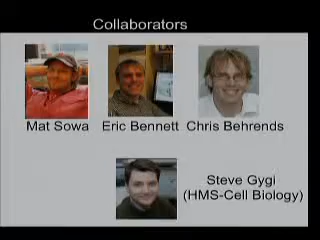 Collaborators
Mat Sowa Eric Bennett Chris Behrends
Steve Gygi
(HMS-Cell Biology)